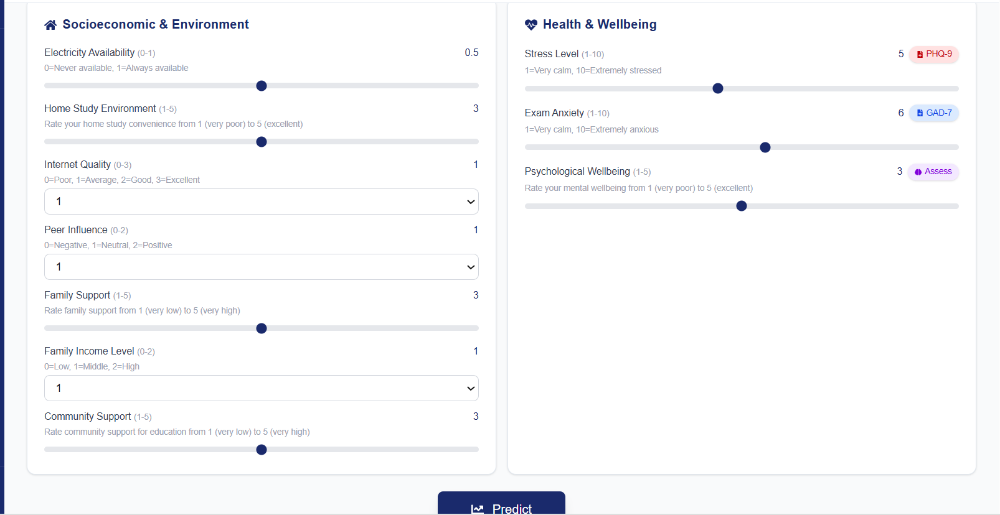 Socioeconomic & Environment
Electricity Availability (0-1) 0.5
0=Never available, 1=Always available
Home Study Environment (1-5) 3
Rate your home study convenience from 1 (very poor) to 5 (excellent)
Internet Quality (0-3) 1
0=Poor, 1=Average, 2=Good, 3=Excellent
1
Peer Influence (0-2) 1
0=Negative, 1=Neutral, 2=Positive
1
Family Support (1-5) 3
Rate family support from 1 (very low) to 5 (very high)
Family Income Level (0-2) 1
0=Low, 1=Middle, 2=High
1
Community Support (1-5) 3
Rate community support for education from 1 (very low) to 5 (very high)
Health & Wellbeing
Stress Level (1-10) 5 PHQ-9
1=Very calm, 10=Extremely stressed
Exam Anxiety (1-10) 6 GAD-7
1=Very calm, 10=Extremely anxious
Psychological Wellbeing (1-5) 3 Assess
Rate your mental wellbeing from 1 (very poor) to 5 (excellent)
Predict